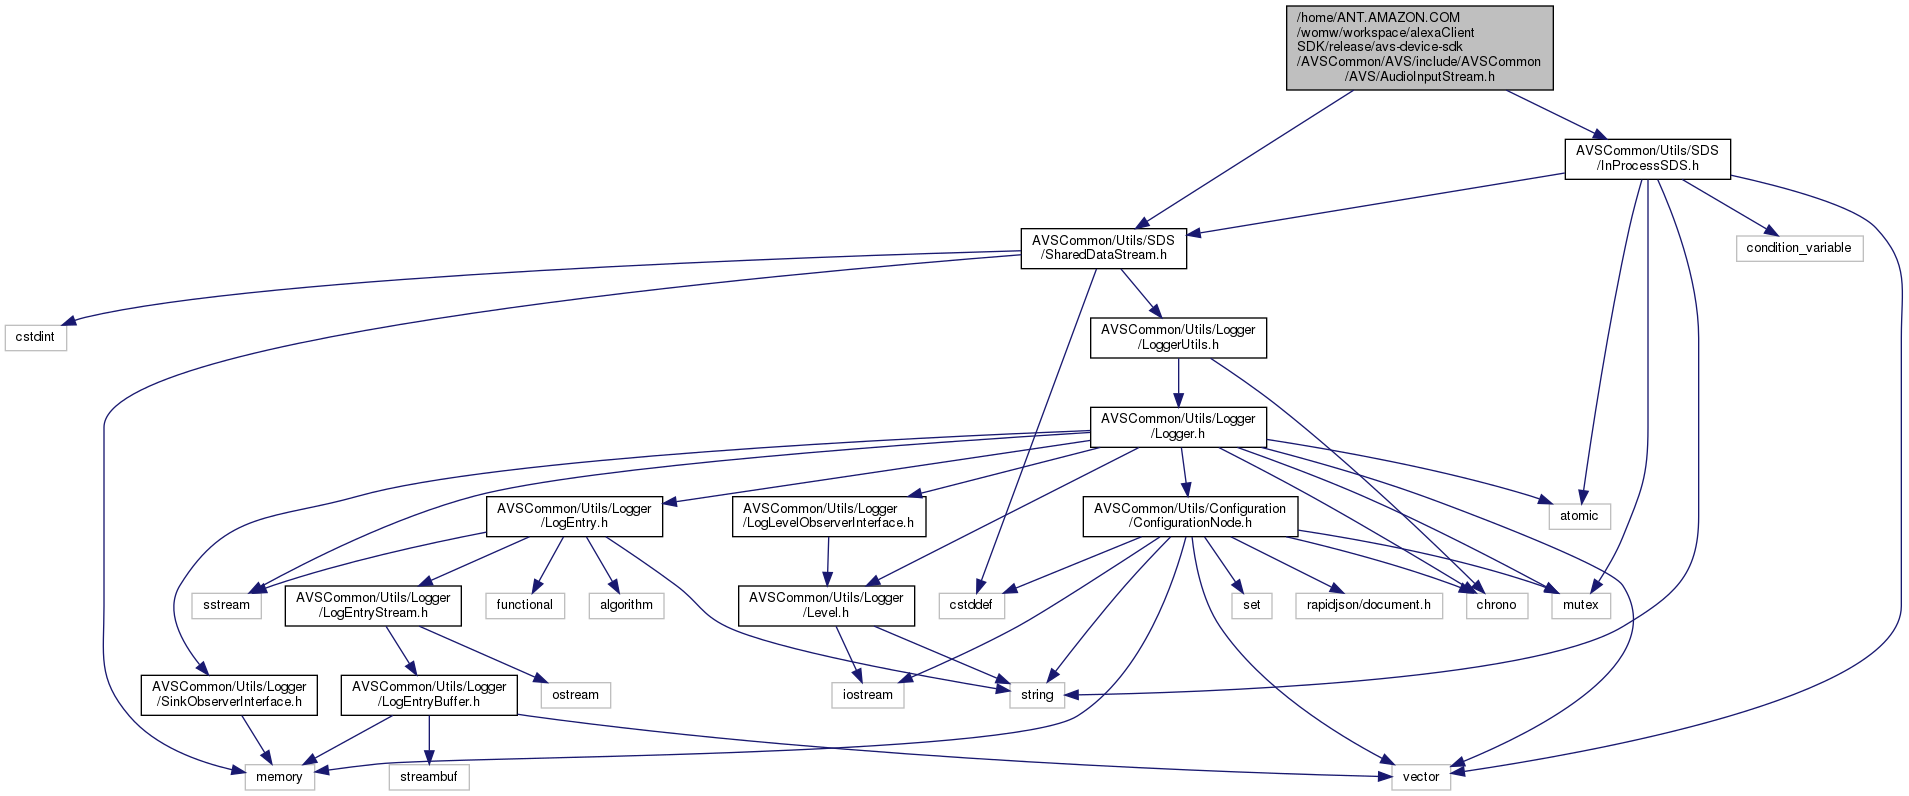 /home/ANT.AMAZON.COM
/womw/workspace/alexaClient
SDK/release/avs-device-sdk
/AVSCommon/AVS/include/AVSCommon
/AVS/AudioInputStream.h
AVSCommon/Utils/SDS
/InProcessSDS.h
AVSCommon/Utils/SDS
/SharedDataStream.h
condition_variable
cstdint
AVSCommon/Utils/Logger
/LoggerUtils.h
AVSCommon/Utils/Logger
/Logger.h
AVSCommon/Utils/Logger
/LogEntry.h
AVSCommon/Utils/Logger
/LogLevelObserverInterface.h
AVSCommon/Utils/Configuration
/ConfigurationNode.h
atomic
sstream
AVSCommon/Utils/Logger
/LogEntryStream.h
functional
algorithm
AVSCommon/Utils/Logger
/Level.h
cstddef
set
rapidjson/document.h
chrono
mutex
AVSCommon/Utils/Logger
/SinkObserverInterface.h
AVSCommon/Utils/Logger
/LogEntryBuffer.h
ostream
iostream
string
memory
streambuf
vector